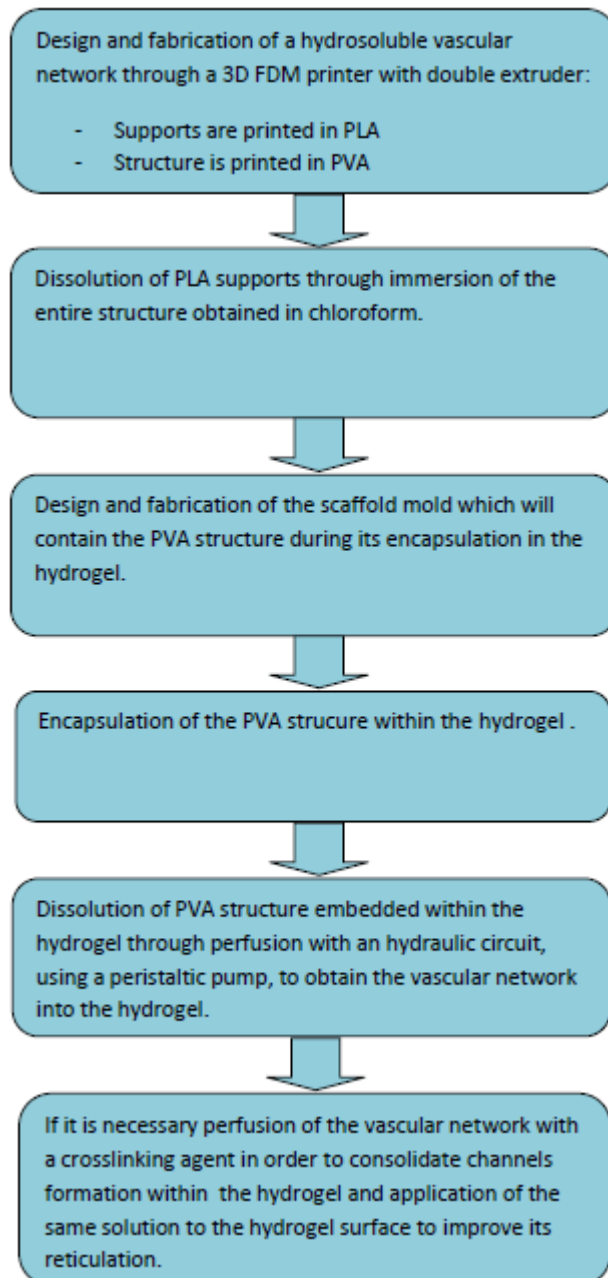 Design and fabrication of a hydrosoluble vascular
network through a 3D FDM printer with double extruder:
- Supports are printed in PLA
- Structure is printed in PVA
Dissolution of PLA supports through immersion of the
entire structure obtained in chloroform.
Design and fabrication of the scaffold mold which will
contain the PVA structure during its encapsulation in the
hydrogel.
Encapsulation of the PVA strucure within the hydrogel .
Dissolution of PVA structure embedded within the
hydrogel through perfusion with an hydraulic circuit,
using a peristaltic pump, to obtain the vascular network
into the hydrogel.
If it is necessary perfusion of the vascular network with
a crosslinking agent in order to consolidate channels
formation within the hydrogel and application of the
same solution to the hydrogel surface to improve its
reticulation.